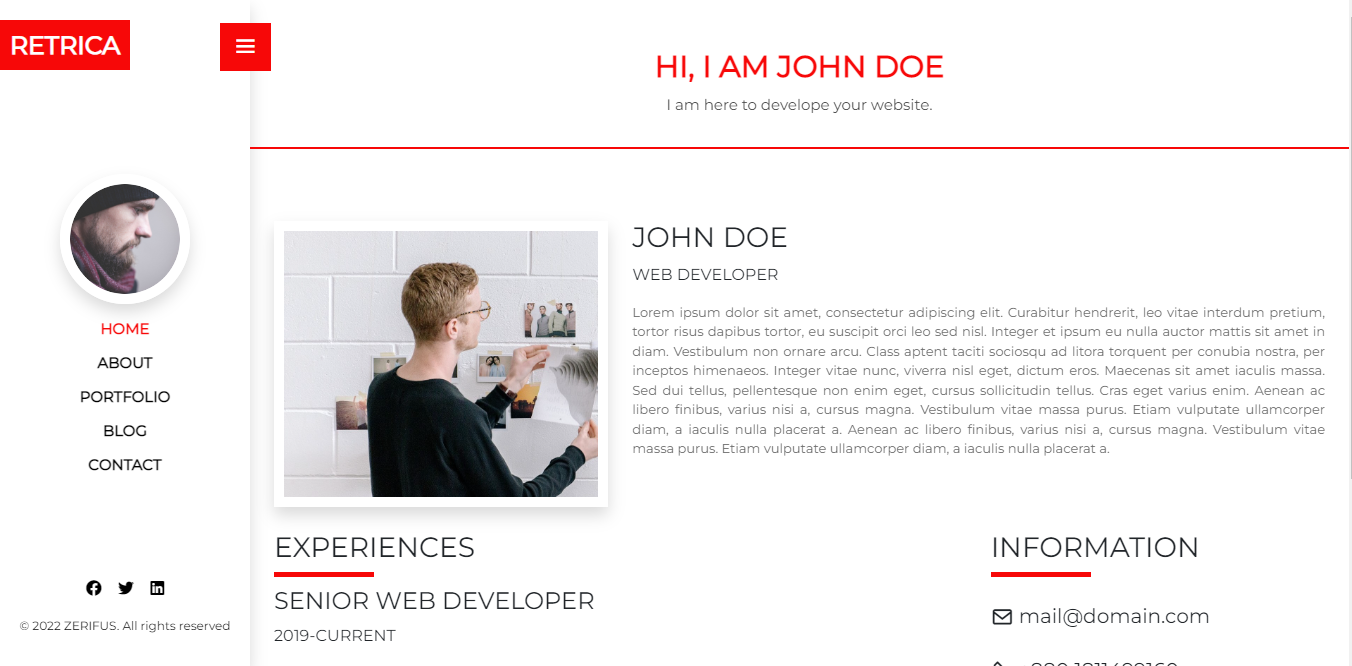 RETRICA
HI, I AM JOHN DOE
I am here to develope your website.
HOME
ABOUT
PORTFOLIO
BLOG
CONTACT
© 2022 ZERIFUS. All rights reserved
JOHN DOE
WEB DEVELOPER
Lorem ipsum dolor sit amet, consectetur adipiscing elit. Curabitur hendrerit, leo vitae interdum pretium,
tortor risus dapibus tortor, eu suscipit orci leo sed nisl. Integer et ipsum eu nulla auctor mattis sit amet in
diam. Vestibulum non ornare arcu. Class aptent taciti sociosqu ad litora torquent per conubia nostra, per
inceptos himenaeos. Integer vitae nunc, viverra nisl eget, dictum eros. Maecenas sit amet iaculis massa.
Sed dui tellus, pellentesque non enim eget, cursus sollicitudin tellus. Cras eget varius enim. Aenean ac
libero finibus, varius nisi a, cursus magna. Vestibulum vitae massa purus. Etiam vulputate ullamcorper
diam, a iaculis nulla placerat a. Aenean ac libero finibus, varius nisi a, cursus magna. Vestibulum vitae
massa purus. Etiam vulputate ullamcorper diam, a iaculis nulla placerat a.
EXPERIENCES
SENIOR WEB DEVELOPER
2019-CURRENT
INFORMATION
mail@domain.com